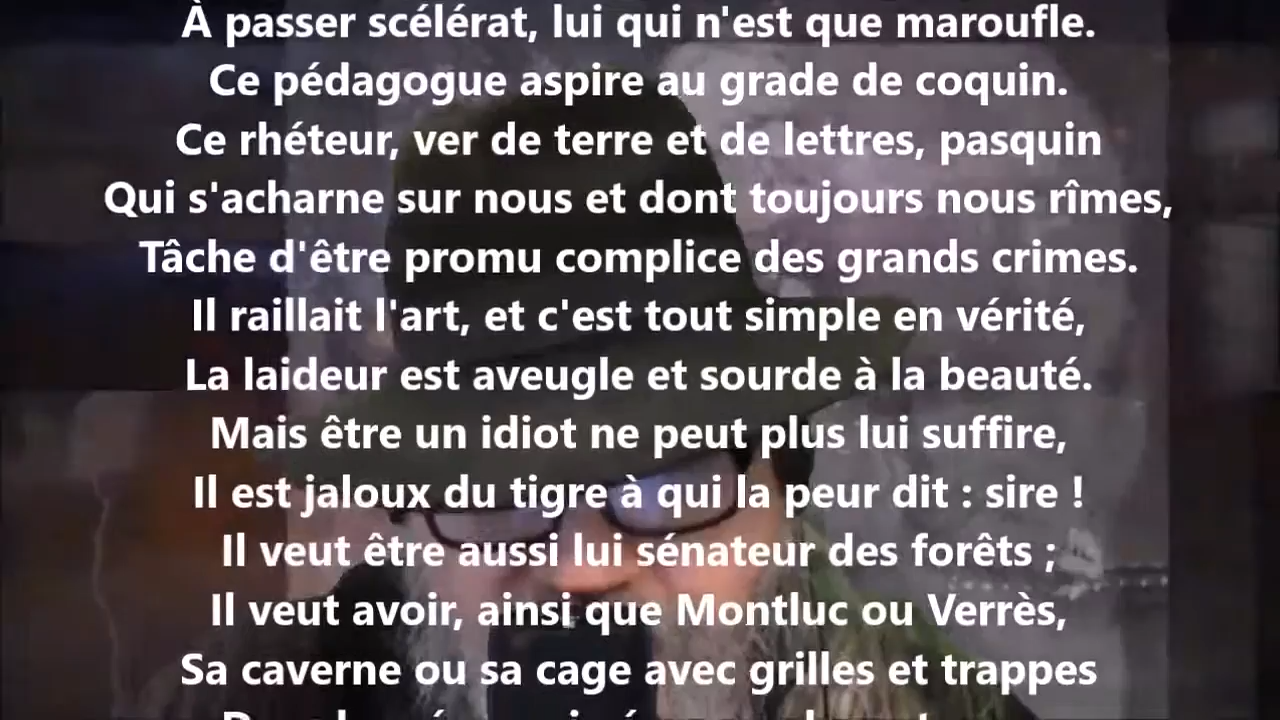 À passer scélérat, lui qui n'est que maroufle.
Ce pédagogue aspire au grade de coquin.
Ce rhéteur, ver de terre et de lettres, pasquin
Qui s'acharne sur nous et dont toujours nous rîmes,
Tâche d'être promu complice des grands crimes.
Il raillait l'art, et c'est tout simple en vérité,
La laideur est aveugle et sourde à la beauté.
Mais être un idiot ne peut plus lui suffire,
Il est jaloux du tigre à qui la peur dit : sire !
Il veut être aussi lui sénateur des forêts ;
Il veut avoir, ainsi que Montluc ou Verrès,
Sa caverne ou sa cage avec grilles et trappes